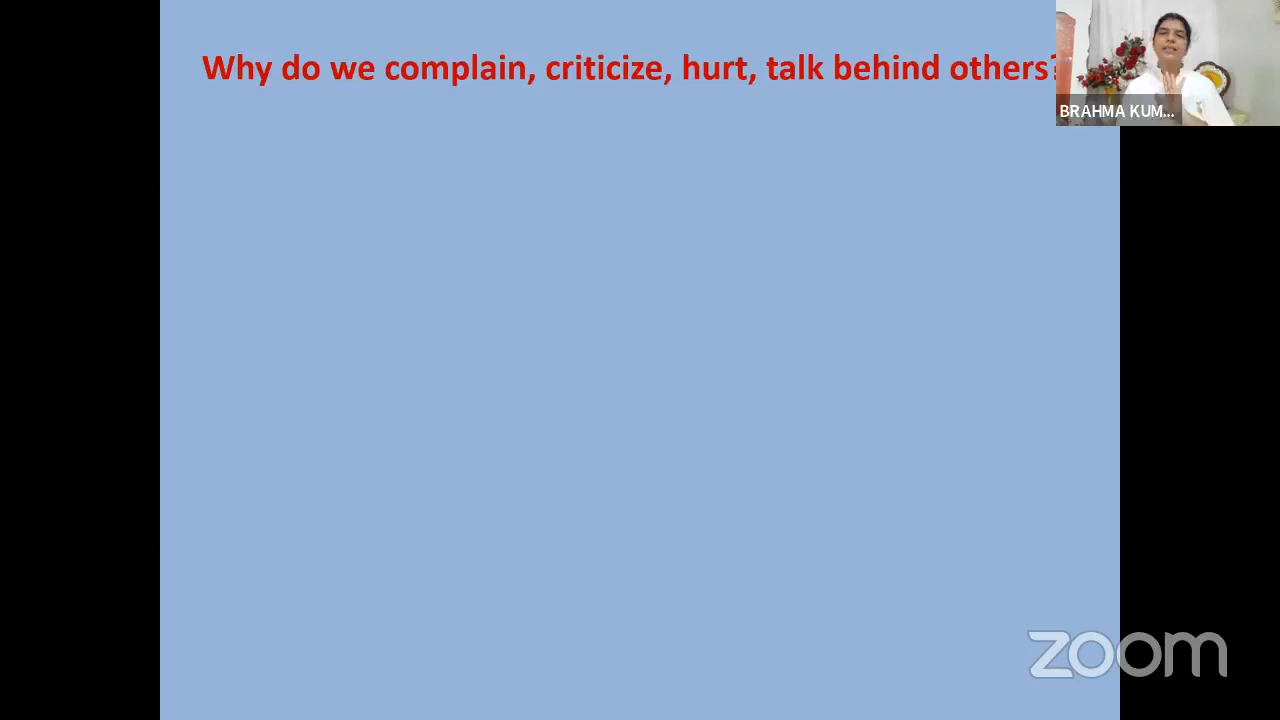 Why do we complain, criticize, hurt, talk behind others?
BRAHMA KUM...
zoom